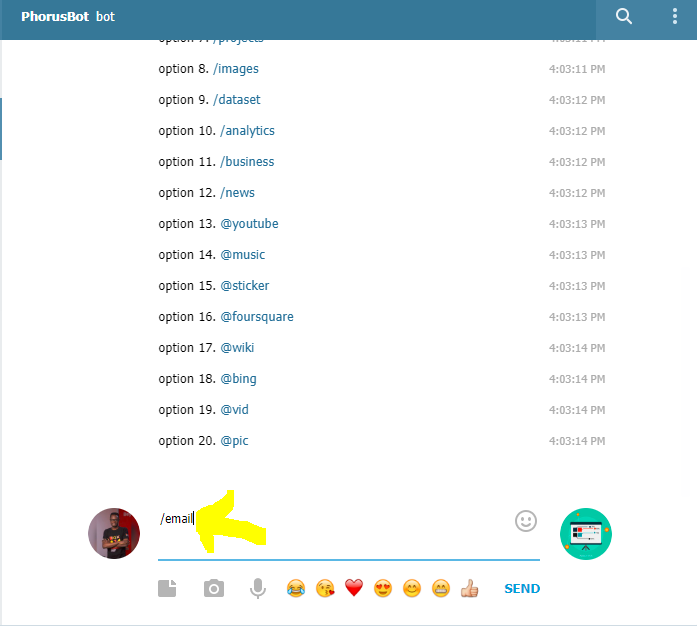 PhorusBot bot
option 7. /projects 4:03:11 PM
option 8. /images 4:03:11 PM
option 9. /dataset 4:03:12 PM
option 10. /analytics 4:03:12 PM
option 11. /business 4:03:12 PM
option 12. /news 4:03:12 PM
option 13. @youtube 4:03:13 PM
option 14. @music 4:03:13 PM
option 15. @sticker 4:03:13 PM
option 16. @foursquare 4:03:13 PM
option 17. @wiki 4:03:14 PM
option 18. @bing 4:03:14 PM
option 19. @vid 4:03:14 PM
option 20. @pic 4:03:14 PM
/email
SEND